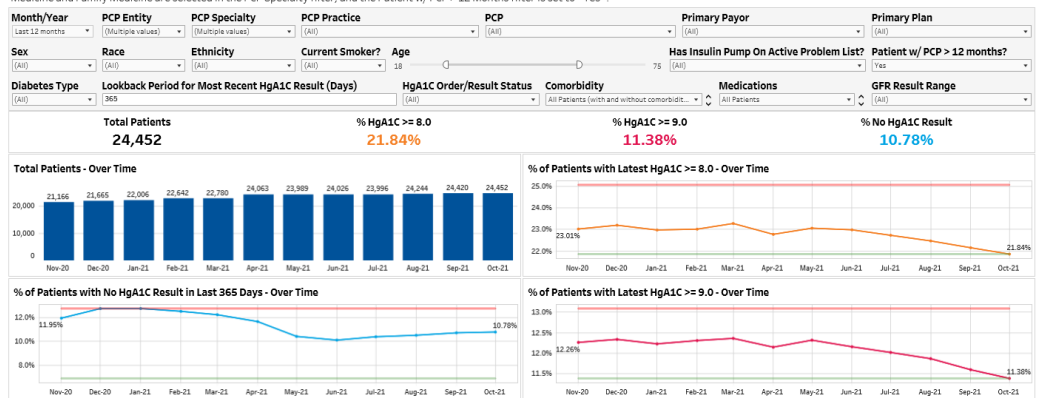 Medicine and Family Medicine are selected in the PCP Specialty filter, and the Patient w/ PCP > 12 Months filter is set to "Yes".
Month/Year PCP Entity PCP Specialty PCP Practice PCP Primary Payor Primary Plan
Last 12 months (Multiple values) (Multiple values) (All) (All) (All) (All)
Sex Race Ethnicity Current Smoker? Age Has Insulin Pump On Active Problem List? Patient w/ PCP > 12 months?
(All) (All) (All) (All) 18 75 (All) Yes
Diabetes Type Lookback Period for Most Recent HgA1C Result (Days) HgA1C Order/Result Status Comorbidity Medications GFR Result Range
(All) 365 (All) All Patients (with and without comorbidit... All Patients (All)
Total Patients % HgA1C >= 8.0 % HgA1C >= 9.0 % No HgA1C Result
24,452 21.84% 11.38% 10.78%
Total Patients - Over Time
21,166 21,665 22,006 22,642 22,780 24,063 23,989 24,026 23,996 24,244 24,420 24,452
20,000
10,000
0
Nov-20 Dec-20 Jan-21 Feb-21 Mar-21 Apr-21 May-21 Jun-21 Jul-21 Aug-21 Sep-21 Oct-21
% of Patients with Latest HgA1C >= 8.0 - Over Time
25.0%
24.0%
23.0%
23.01%
22.0%
21.84%
Nov-20 Dec-20 Jan-21 Feb-21 Mar-21 Apr-21 May-21 Jun-21 Jul-21 Aug-21 Sep-21 Oct-21
% of Patients with No HgA1C Result in Last 365 Days - Over Time
12.0%
11.95%
10.78%
10.0%
8.0%
Nov-20 Dec-20 Jan-21 Feb-21 Mar-21 Apr-21 May-21 Jun-21 Jul-21 Aug-21 Sep-21 Oct-21
% of Patients with Latest HgA1C >= 9.0 - Over Time
13.0%
12.5%
12.26%
12.0%
11.5%
11.38%
Nov-20 Dec-20 Jan-21 Feb-21 Mar-21 Apr-21 May-21 Jun-21 Jul-21 Aug-21 Sep-21 Oct-21